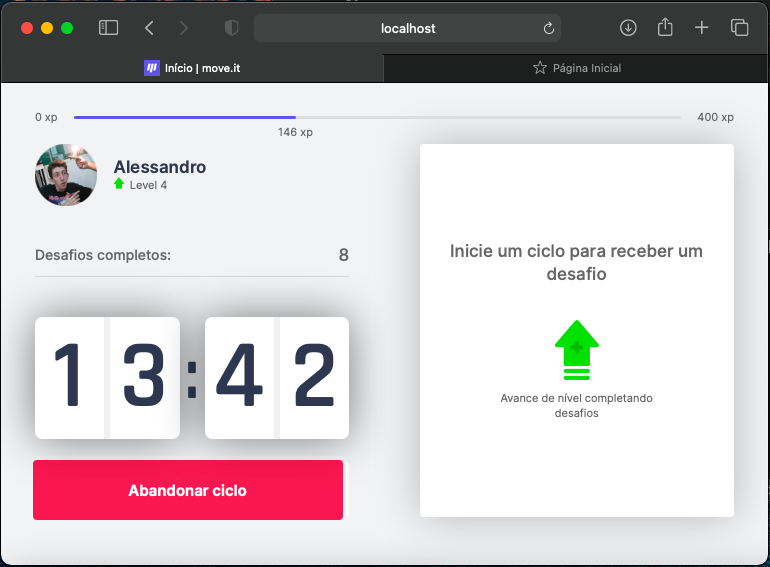 localhost
Início | move.it
Página Inicial
0 xp
400 xp
146 xp
Alessandro
Level 4
Desafios completos:
8
13:42
Abandonar ciclo
Inicie um ciclo para receber um
desafio
Avance de nível completando
desafios